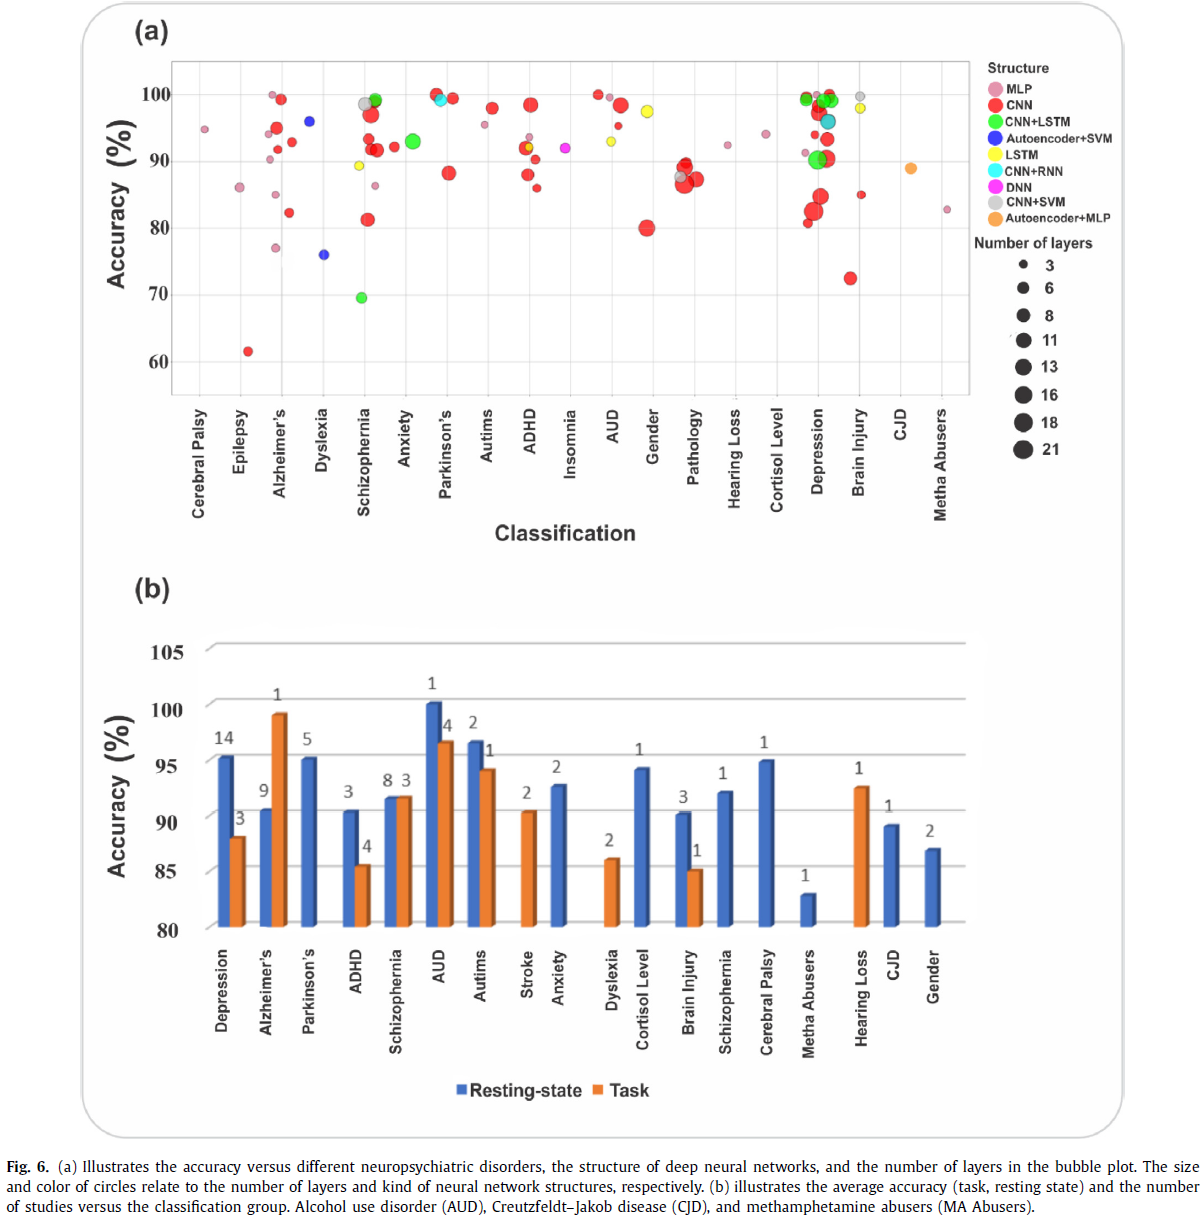 (a)
Accuracy (%)
100
90
80
70
60
Cerebral Palsy
Epilepsy
Alzheimer's
Dyslexia
Schizophernia
Anxiety
Parkinson's
Autims
ADHD
Insomnia
AUD
Gender
Pathology
Hearing Loss
Cortisol Level
Depression
Brain Injury
CJD
Metha Abusers
Classification
Structure
MLP
CNN
CNN+LSTM
Autoencoder+SVM
LSTM
CNN+RNN
DNN
CNN+SVM
Autoencoder+MLP
Number of layers
3
6
8
11
13
16
18
21
(b)
Accuracy (%)
105
100
95
90
85
80
14
3
9
1
5
3
4
8
3
1
4
2
1
2
2
2
1
3
1
1
1
1
1
1
2
Depression
Alzheimer's
Parkinson's
ADHD
Schizophernia
AUD
Autims
Stroke
Anxiety
Dyslexia
Cortisol Level
Brain Injury
Schizophernia
Cerebral Palsy
Metha Abusers
Hearing Loss
CJD
Gender
Resting-state Task
Fig. 6. (a) Illustrates the accuracy versus different neuropsychiatric disorders, the structure of deep neural networks, and the number of layers in the bubble plot. The size
and color of circles relate to the number of layers and kind of neural network structures, respectively. (b) illustrates the average accuracy (task, resting state) and the number
of studies versus the classification group. Alcohol use disorder (AUD), Creutzfeldt–Jakob disease (CJD), and methamphetamine abusers (MA Abusers).